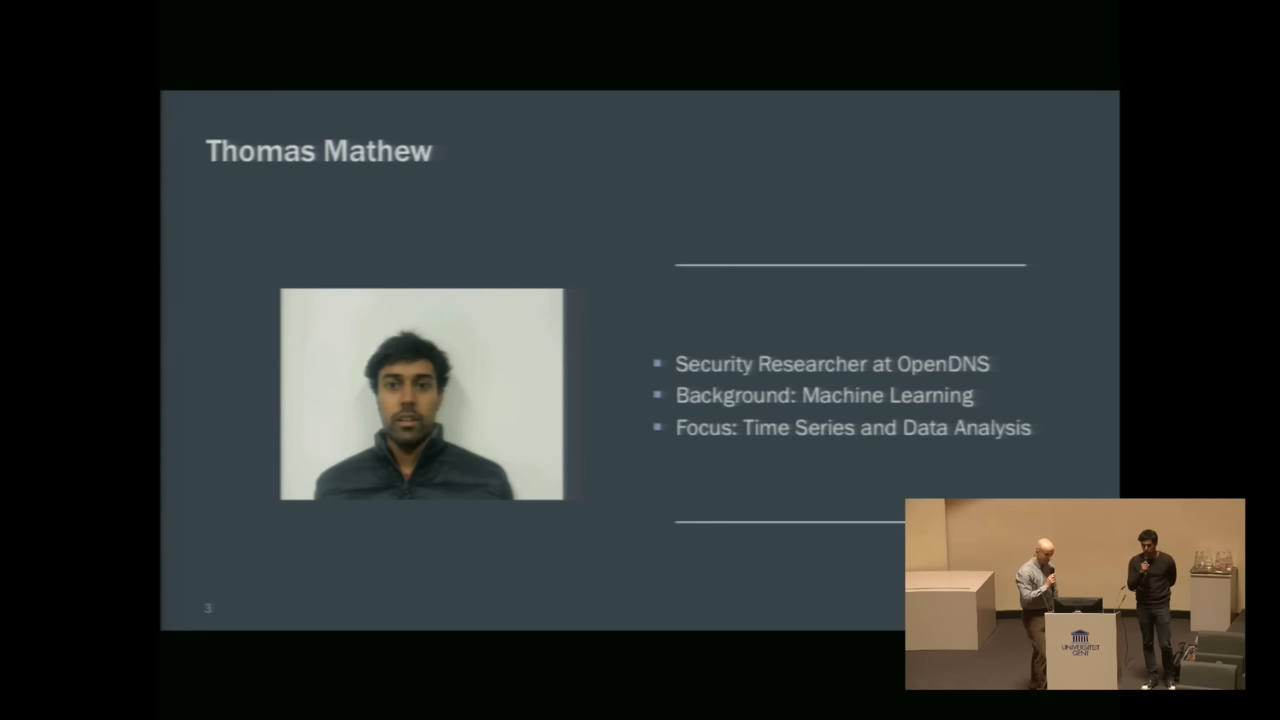 Thomas Mathew
Security Researcher at OpenDNS
Background: Machine Learning
Focus: Time Series and Data Analysis
3
UNIVERSITEIT
GENT